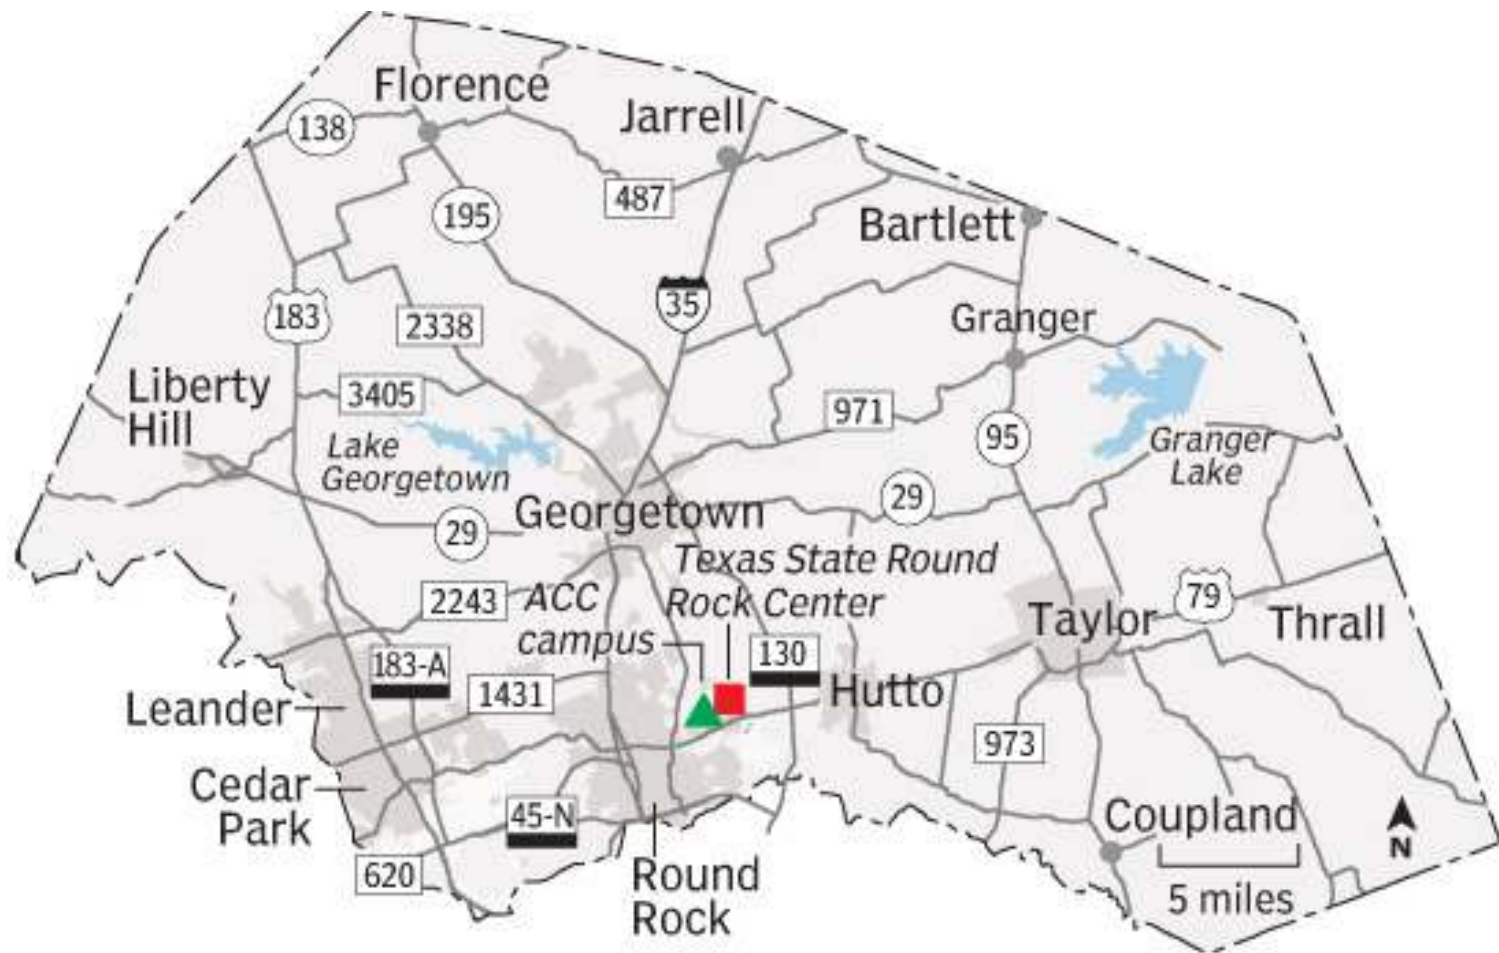 Florence
Jarrell
138
487
195
Bartlett
35
183
2338
Granger
Liberty
Hill
3405
971
95
Lake
Georgetown
Granger
Lake
29
Georgetown
29
Texas State Round
Rock Center
2243
ACC
campus
79
Taylor
Thrall
183-A
130
1431
Hutto
Leander
973
Cedar
Park
45-N
Coupland
620
Round
Rock
5 miles
N